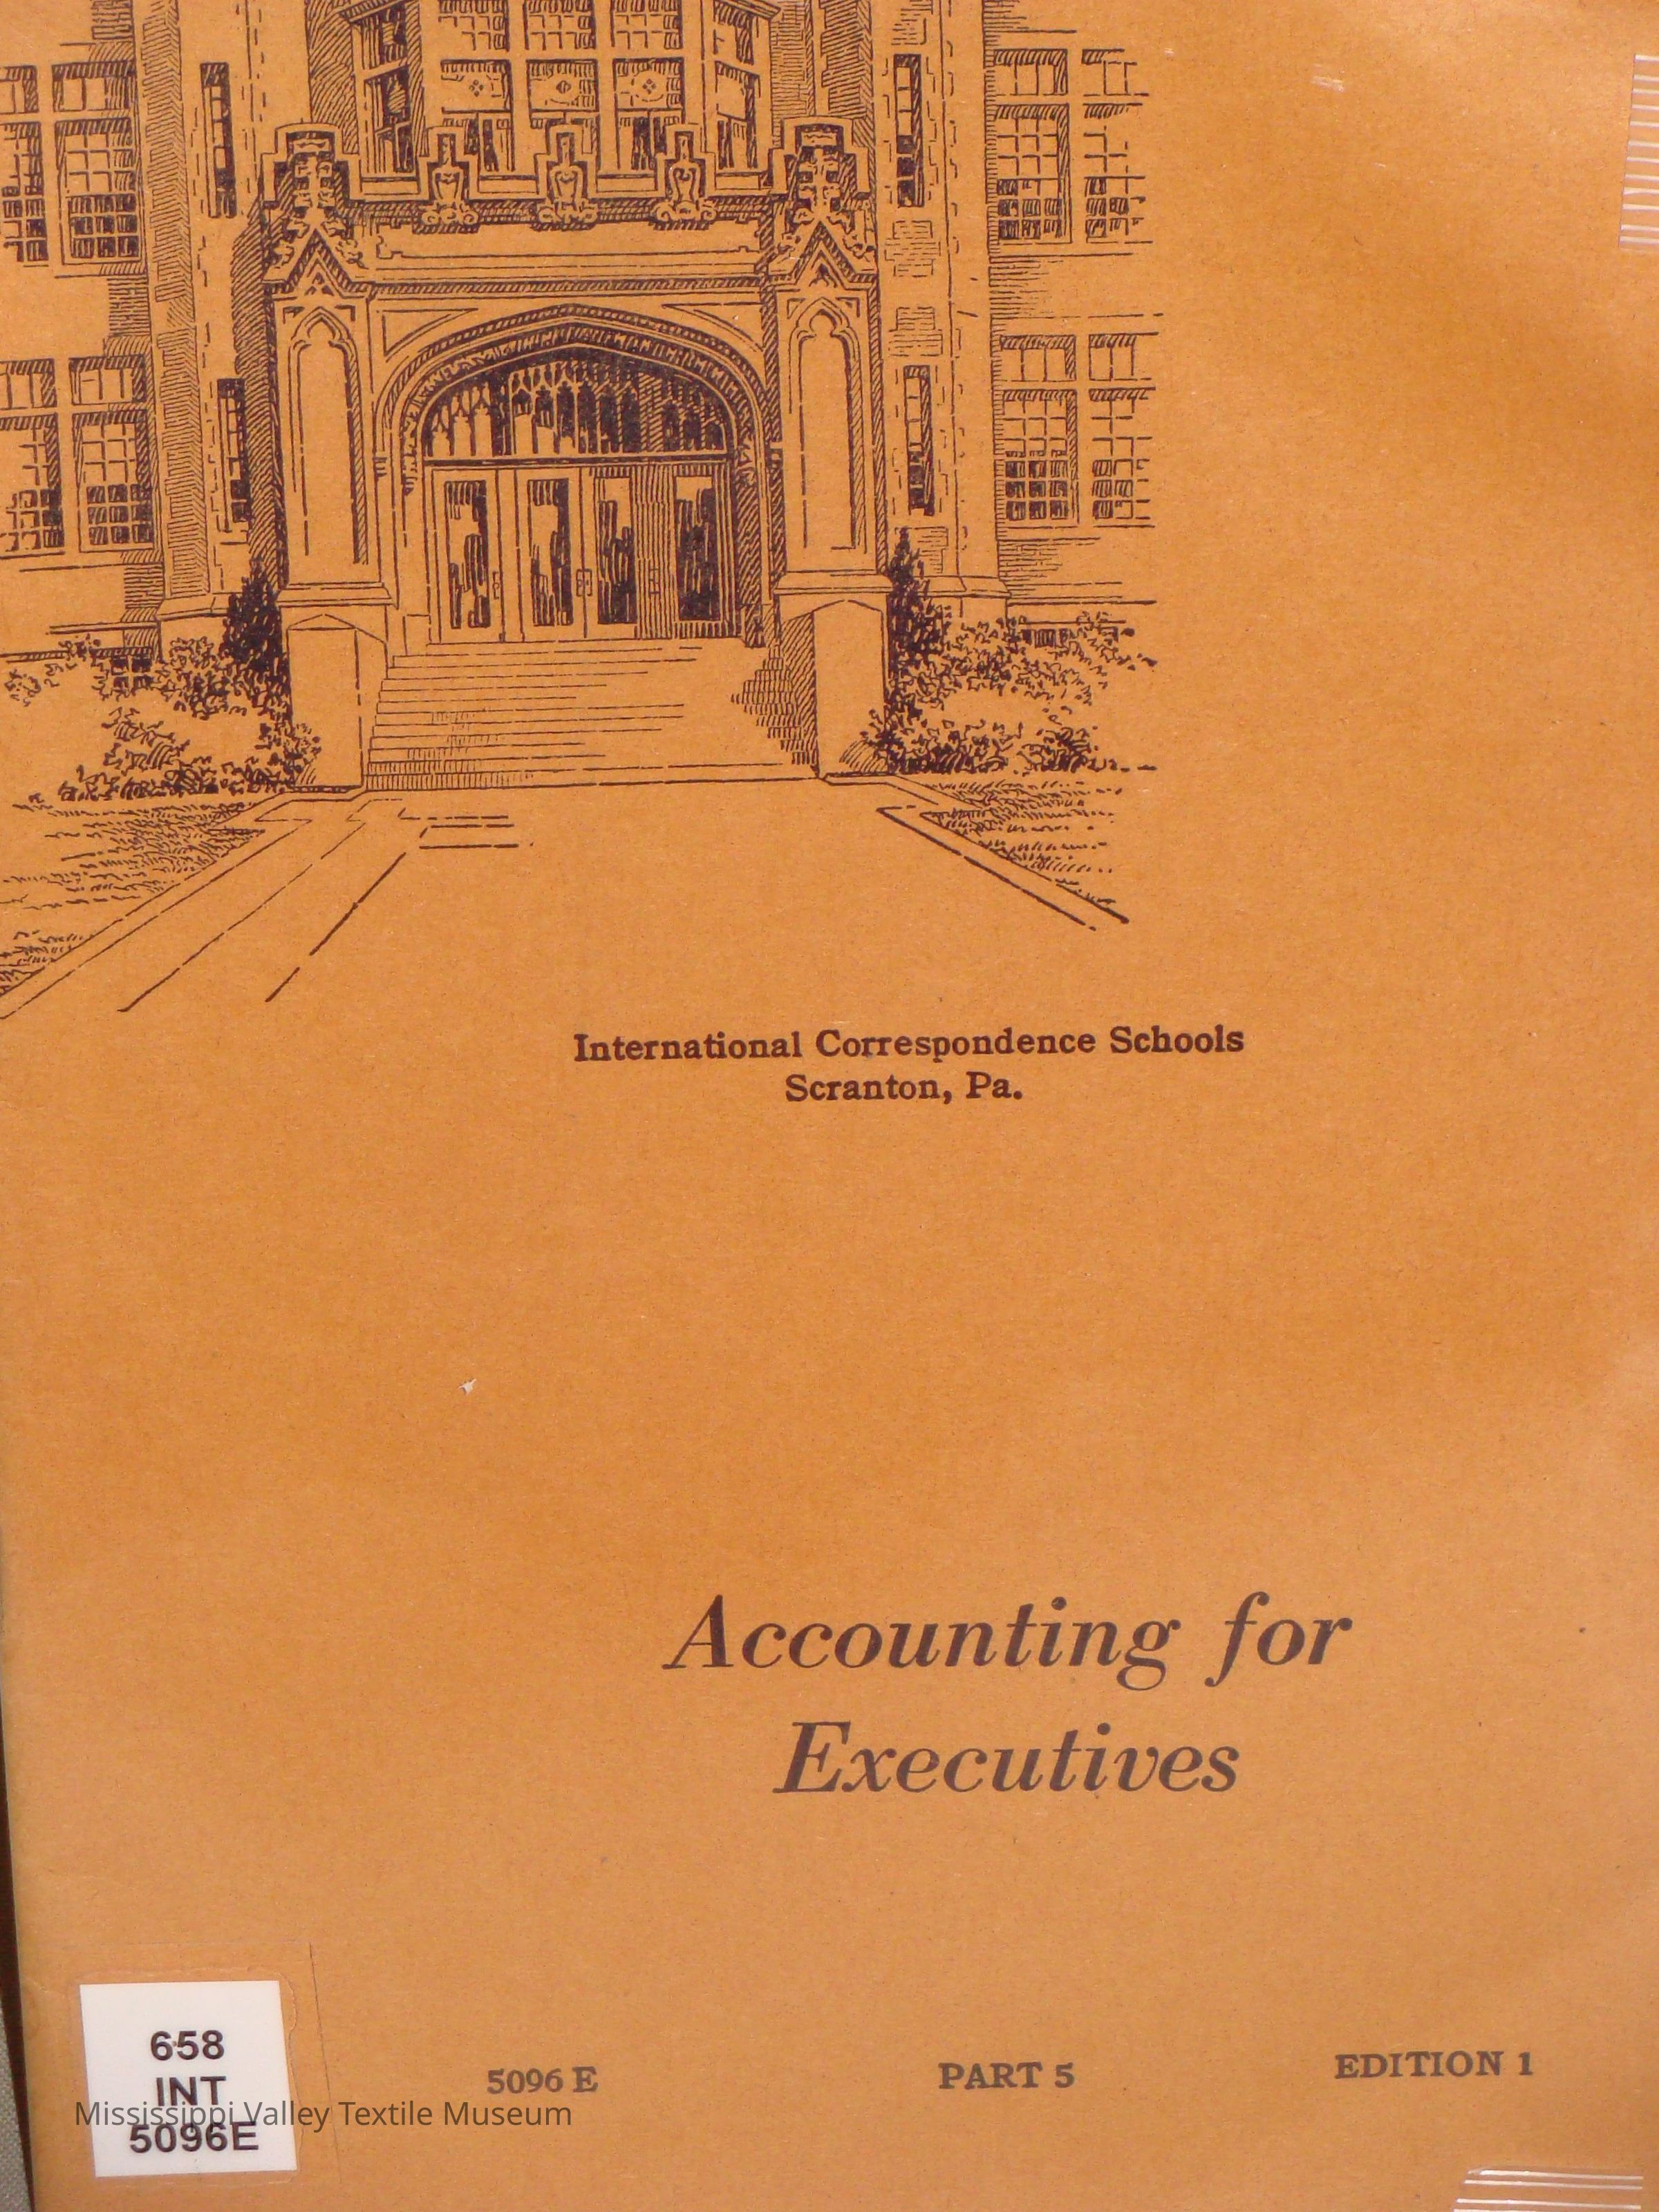 International Correspondence Schools
Scranton, Pa.
Accounting for
Executives
5096 E PART 5 EDITION 1
658
INT
5096E
Mississippi Valley Textile Museum